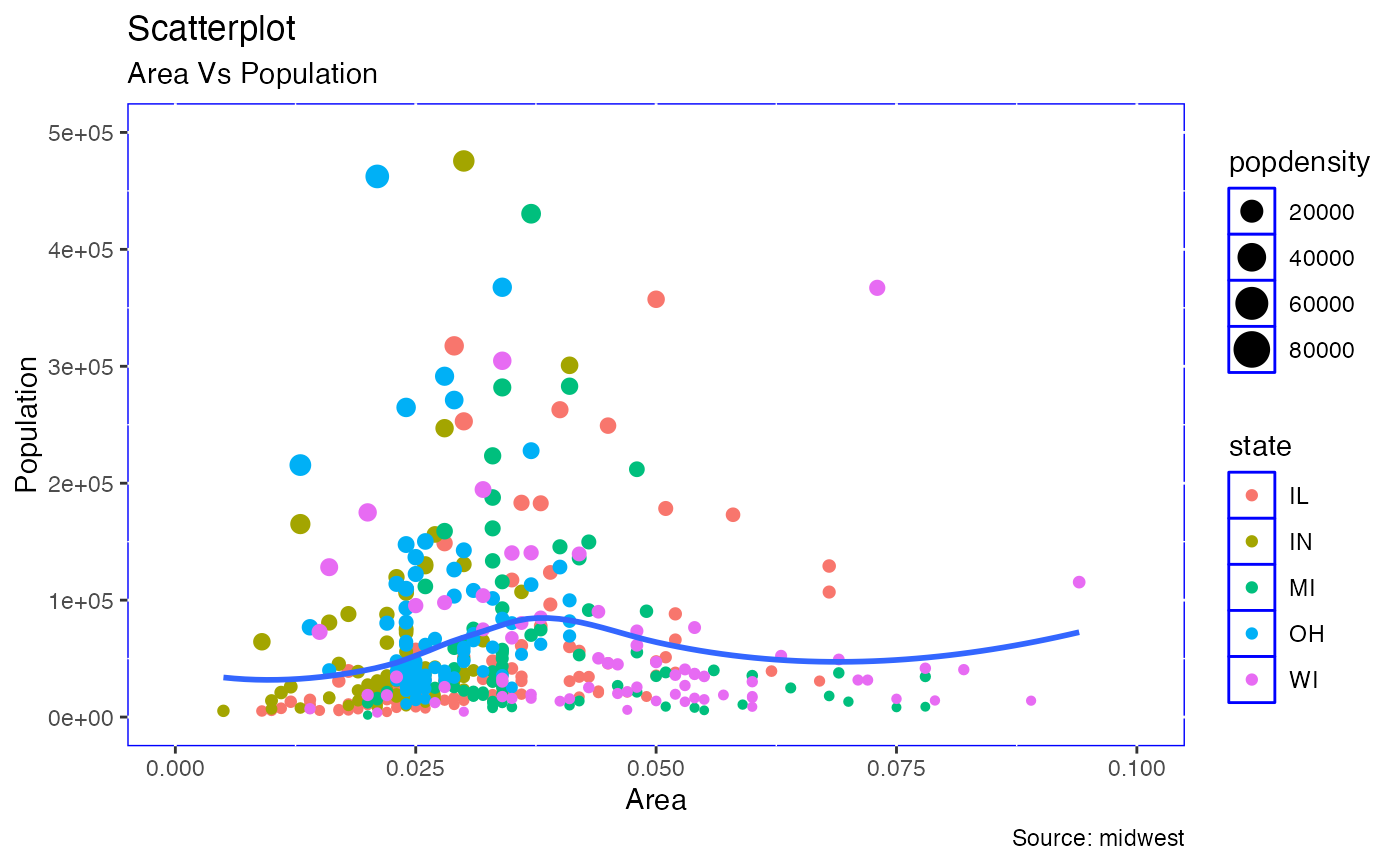 Scatterplot
Area Vs Population
5e+05
4e+05
3e+05
2e+05
1e+05
0e+00
Population
0.000 0.025 0.050 0.075 0.100
Area
popdensity
20000
40000
60000
80000
state
IL
IN
MI
OH
WI
Source: midwest